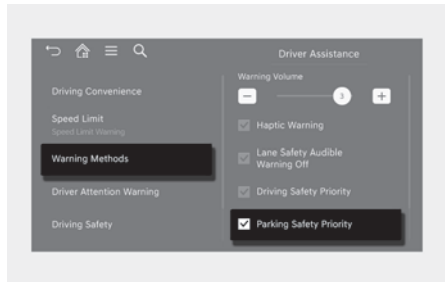 Driver Assistance
Driving Convenience
Speed Limit
Speed Limit Warning
Warning Methods
Driver Attention Warning
Driving Safety
Warning Volume
3
Haptic Warning
Lane Safety Audible
Warning Off
Driving Safety Priority
Parking Safety Priority